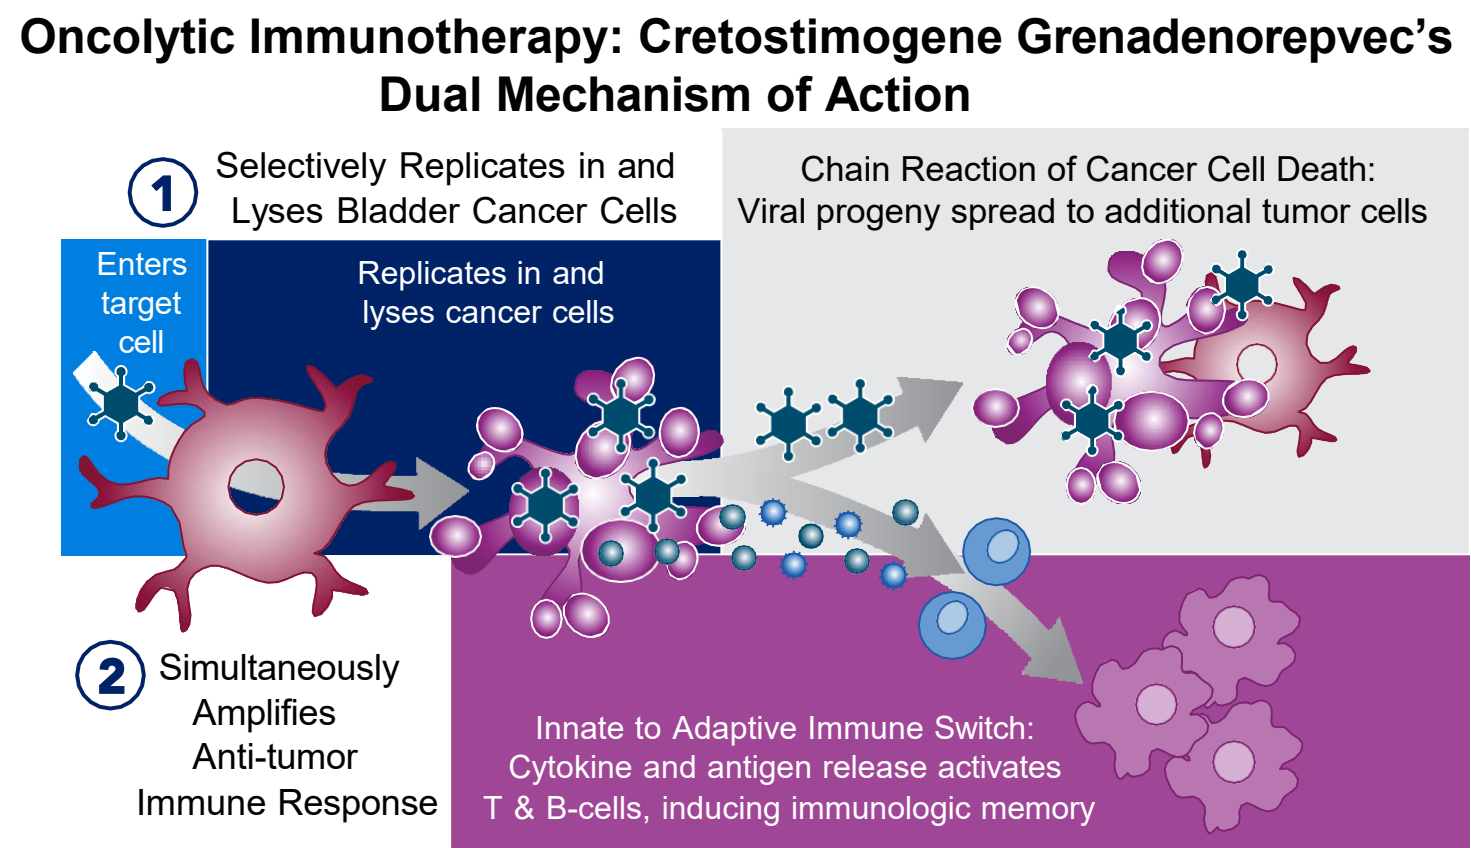 Oncolytic Immunotherapy: Cretostimogene Grenadenorepvec’s
Dual Mechanism of Action
1
Selectively Replicates in and
Lyses Bladder Cancer Cells
Enters
target
cell
Replicates in and
lyses cancer cells
Chain Reaction of Cancer Cell Death:
Viral progeny spread to additional tumor cells
2
Simultaneously
Amplifies
Anti-tumor
Immune Response
Innate to Adaptive Immune Switch:
Cytokine and antigen release activates
T & B-cells, inducing immunologic memory